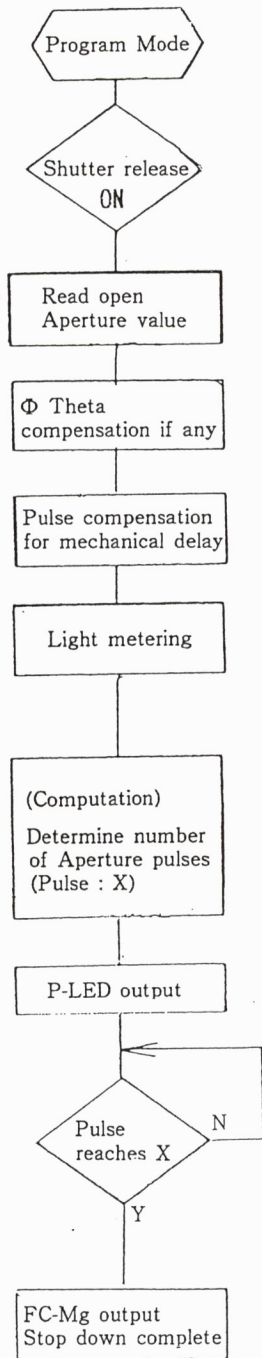 Program Mode
Shutter release
ON
Read open
Aperture value
Φ Theta
compensation if any
Pulse compensation
for mechanical delay
Light metering
(Computation)
Determine number
of Aperture pulses
(Pulse : X)
P-LED output
Pulse
reaches X
N
Y
FC-Mg output
Stop down complete